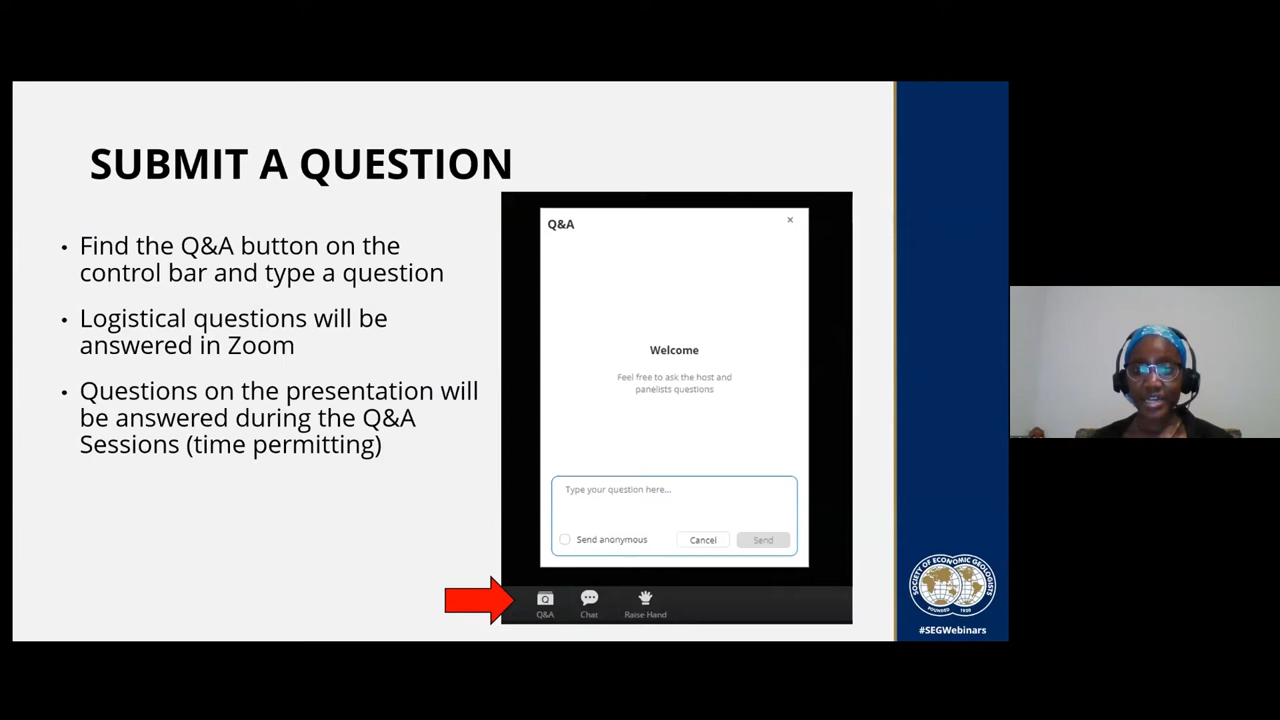 SUBMIT A QUESTION
• Find the Q&A button on the
control bar and type a question
• Logistical questions will be
answered in Zoom
• Questions on the presentation will
be answered during the Q&A
Sessions (time permitting)
Q&A
×
Welcome
Feel free to ask the host and
panelists questions
Type your question here...
Send anonymous
Cancel
Send
Q&A
Chat
Raise Hand
SOCIETY OF ECONOMIC GEOLOGISTS
FOUNDED 1920
#SEGWebinars